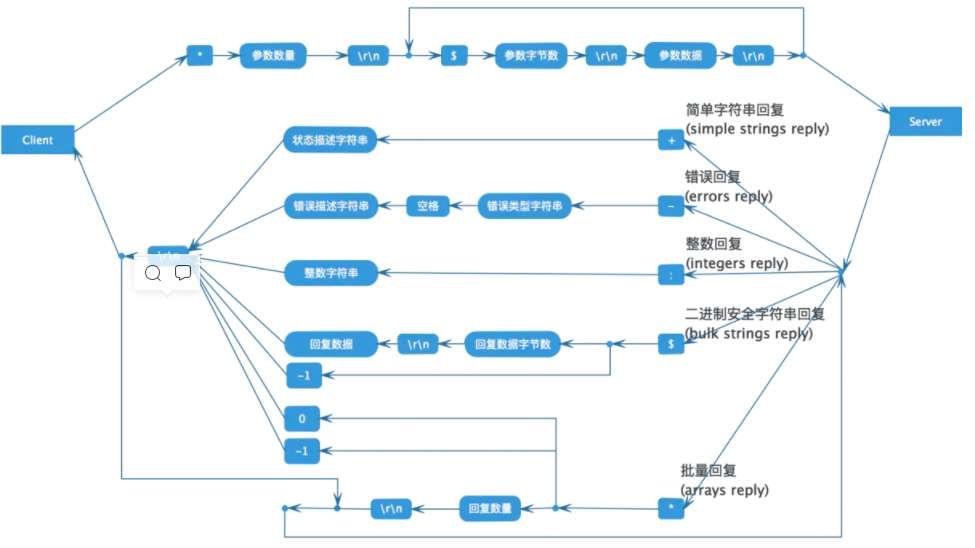 *
参数数量
\r\n
$
参数字节数
\r\n
参数数据
\r\n
Client
Server
简单字符串回复
(simple strings reply)
状态描述字符串
+
错误回复
(errors reply)
错误描述字符串
空格
错误类型字符串
-
整数回复
(integers reply)
\r\n
整数字符串
:
二进制安全字符串回复
(bulk strings reply)
回复数据
\r\n
回复数据字节数
$
-1
0
-1
批量回复
(arrays reply)
\r\n
回复数量
*